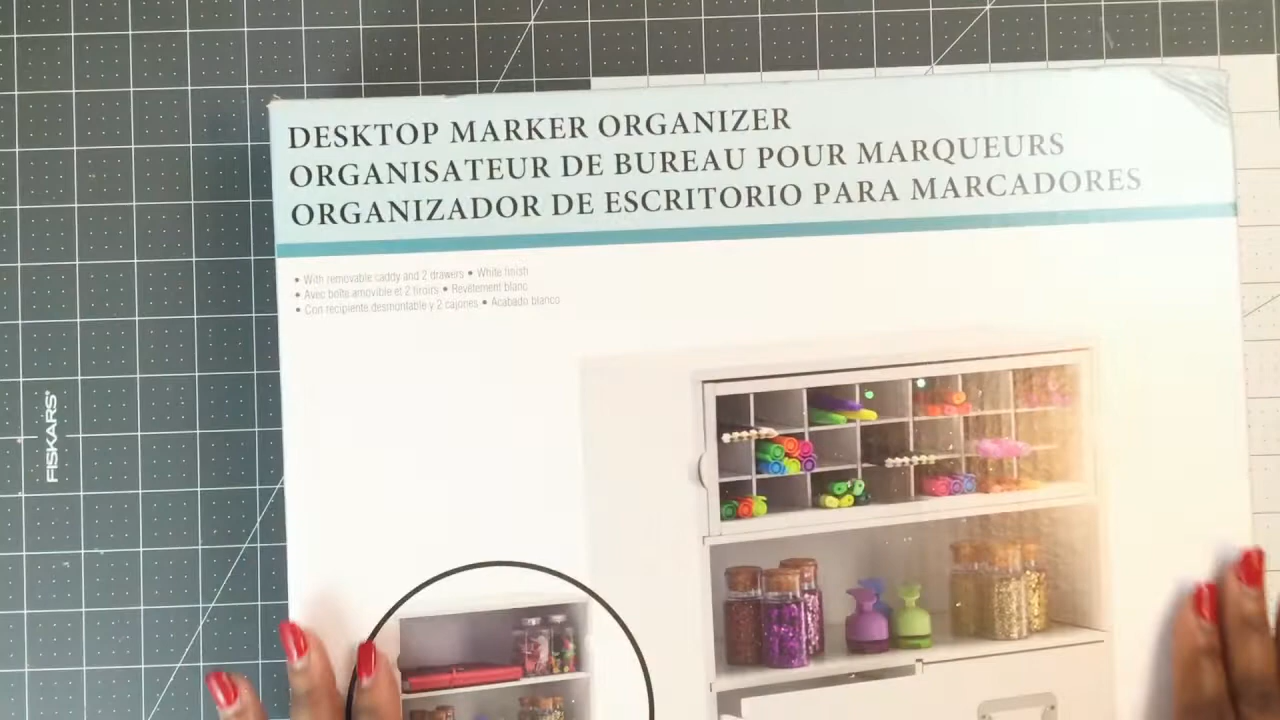 DESKTOP MARKER ORGANIZER
ORGANISATEUR DE BUREAU POUR MARQUEURS
ORGANIZADOR DE ESCRITORIO PARA MARCADORES
• With removable caddy and 2 drawers • White finish
• Avec boîte amovible et 2 tiroirs • Revêtement blanc
• Con recipiente desmontable y 2 cajones • Acabado blanco
FISKARS®